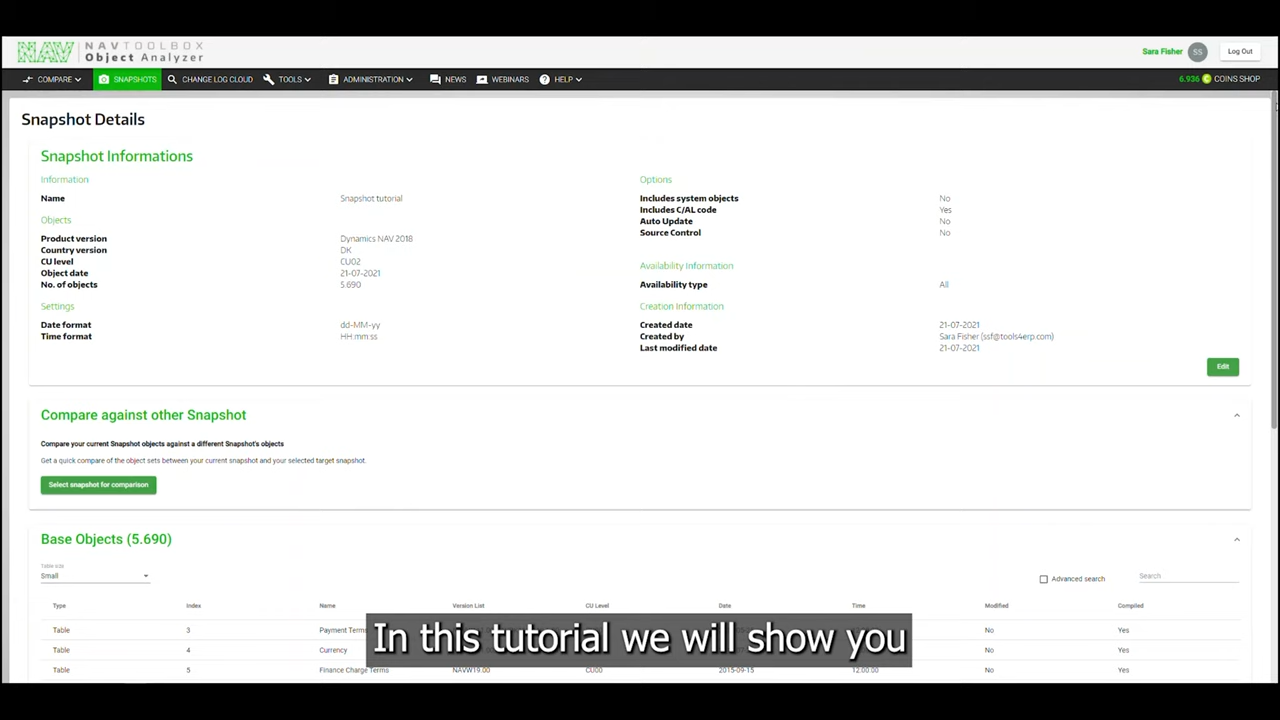 NAV NAVTOOLBOX
Object Analyzer
Sara Fisher SS Log Out
COMPARE SNAPSHOTS CHANGE LOG CLOUD TOOLS ADMINISTRATION NEWS WEBINARS HELP 6.936 COINS SHOP
Snapshot Details
Snapshot Informations
Information
Name Snapshot tutorial
Objects
Product version Dynamics NAV 2018
Country version DK
CU level CU02
Object date 21-07-2021
No. of objects 5.690
Settings
Date format dd-MM-yy
Time format HH:mm:ss
Options
Includes system objects No
Includes C/AL code Yes
Auto Update No
Source Control No
Availability Information
Availability type All
Creation Information
Created date 21-07-2021
Created by Sara Fisher (ssf@tools4erp.com)
Last modified date 21-07-2021
Edit
Compare against other Snapshot
Compare your current Snapshot objects against a different Snapshot's objects
Get a quick compare of the object sets between your current snapshot and your selected target snapshot.
Select snapshot for comparison
Base Objects (5.690)
Table size
Small
Advanced search Search
Type Index Name Version List CU Level Date Time Modified Compiled
Table 3 Payment Terms No Yes
Table 4 Currency No Yes
Table 5 Finance Charge Terms NAVW19.00 CU00 2015-09-15 12:00:00 No Yes
In this tutorial we will show you